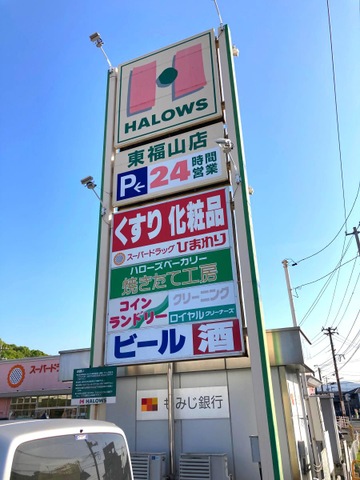 HALOWS
東福山店
P← 24時間営業
くすり 化粧品
スーパードラッグ ひまわり
ハローズベーカリー
焼きたて工房
コインランドリー クリーニング
ロイヤルクリーナーズ
ビール 酒
スーパードラッ
HALOWS
もみじ銀行